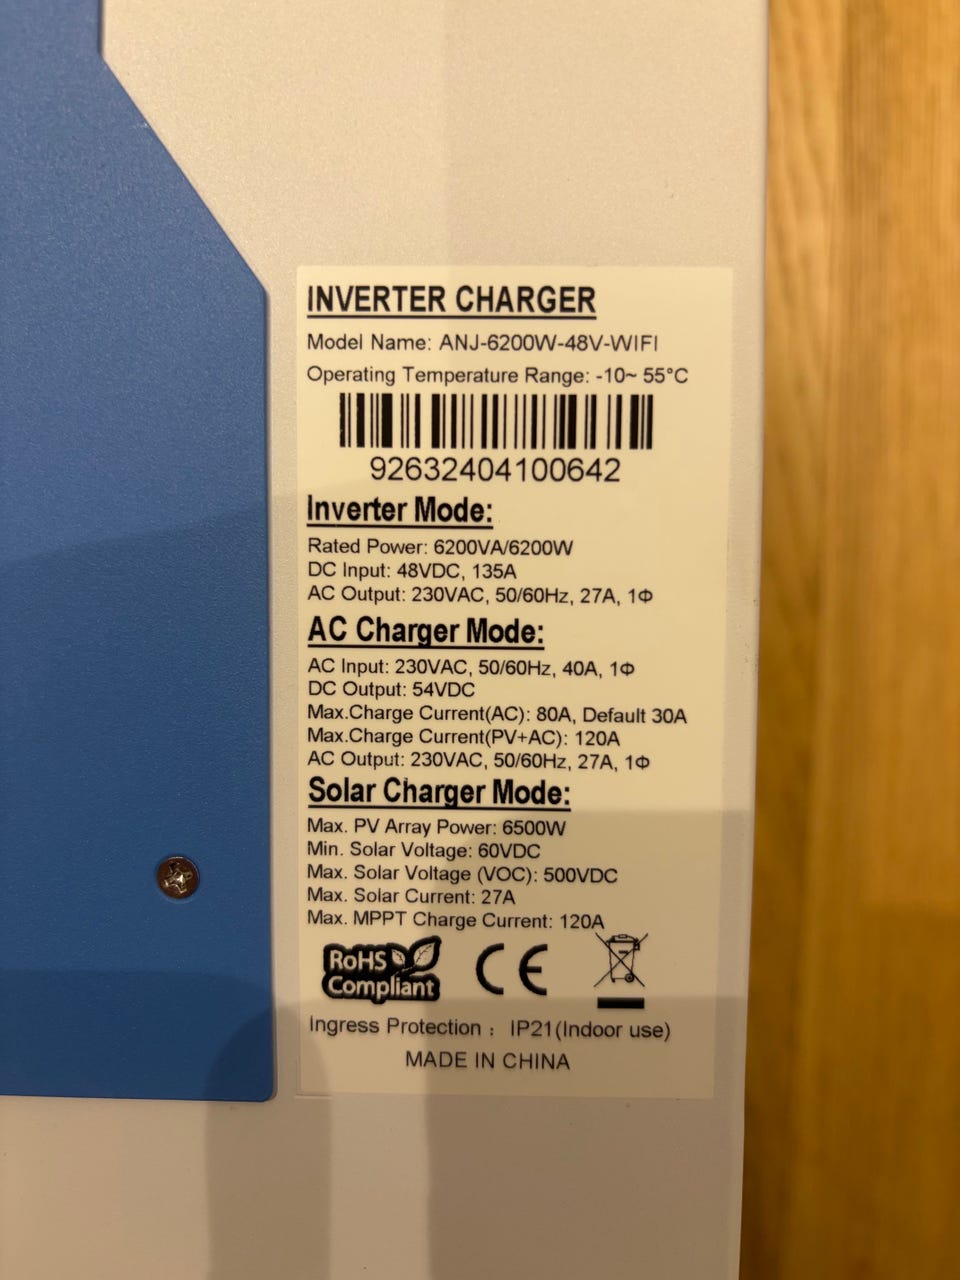 INVERTER CHARGER
Model Name: ANJ-6200W-48V-WIFI
Operating Temperature Range: -10~ 55°C
92632404100642
Inverter Mode:
Rated Power: 6200VA/6200W
DC Input: 48VDC, 135A
AC Output: 230VAC, 50/60Hz, 27A, 1Φ
AC Charger Mode:
AC Input: 230VAC, 50/60Hz, 40A, 1Φ
DC Output: 54VDC
Max.Charge Current(AC): 80A, Default 30A
Max.Charge Current(PV+AC): 120A
AC Output: 230VAC, 50/60Hz, 27A, 1Φ
Solar Charger Mode:
Max. PV Array Power: 6500W
Min. Solar Voltage: 60VDC
Max. Solar Voltage (VOC): 500VDC
Max. Solar Current: 27A
Max. MPPT Charge Current: 120A
RoHS
Compliant
CE
Ingress Protection : IP21(Indoor use)
MADE IN CHINA